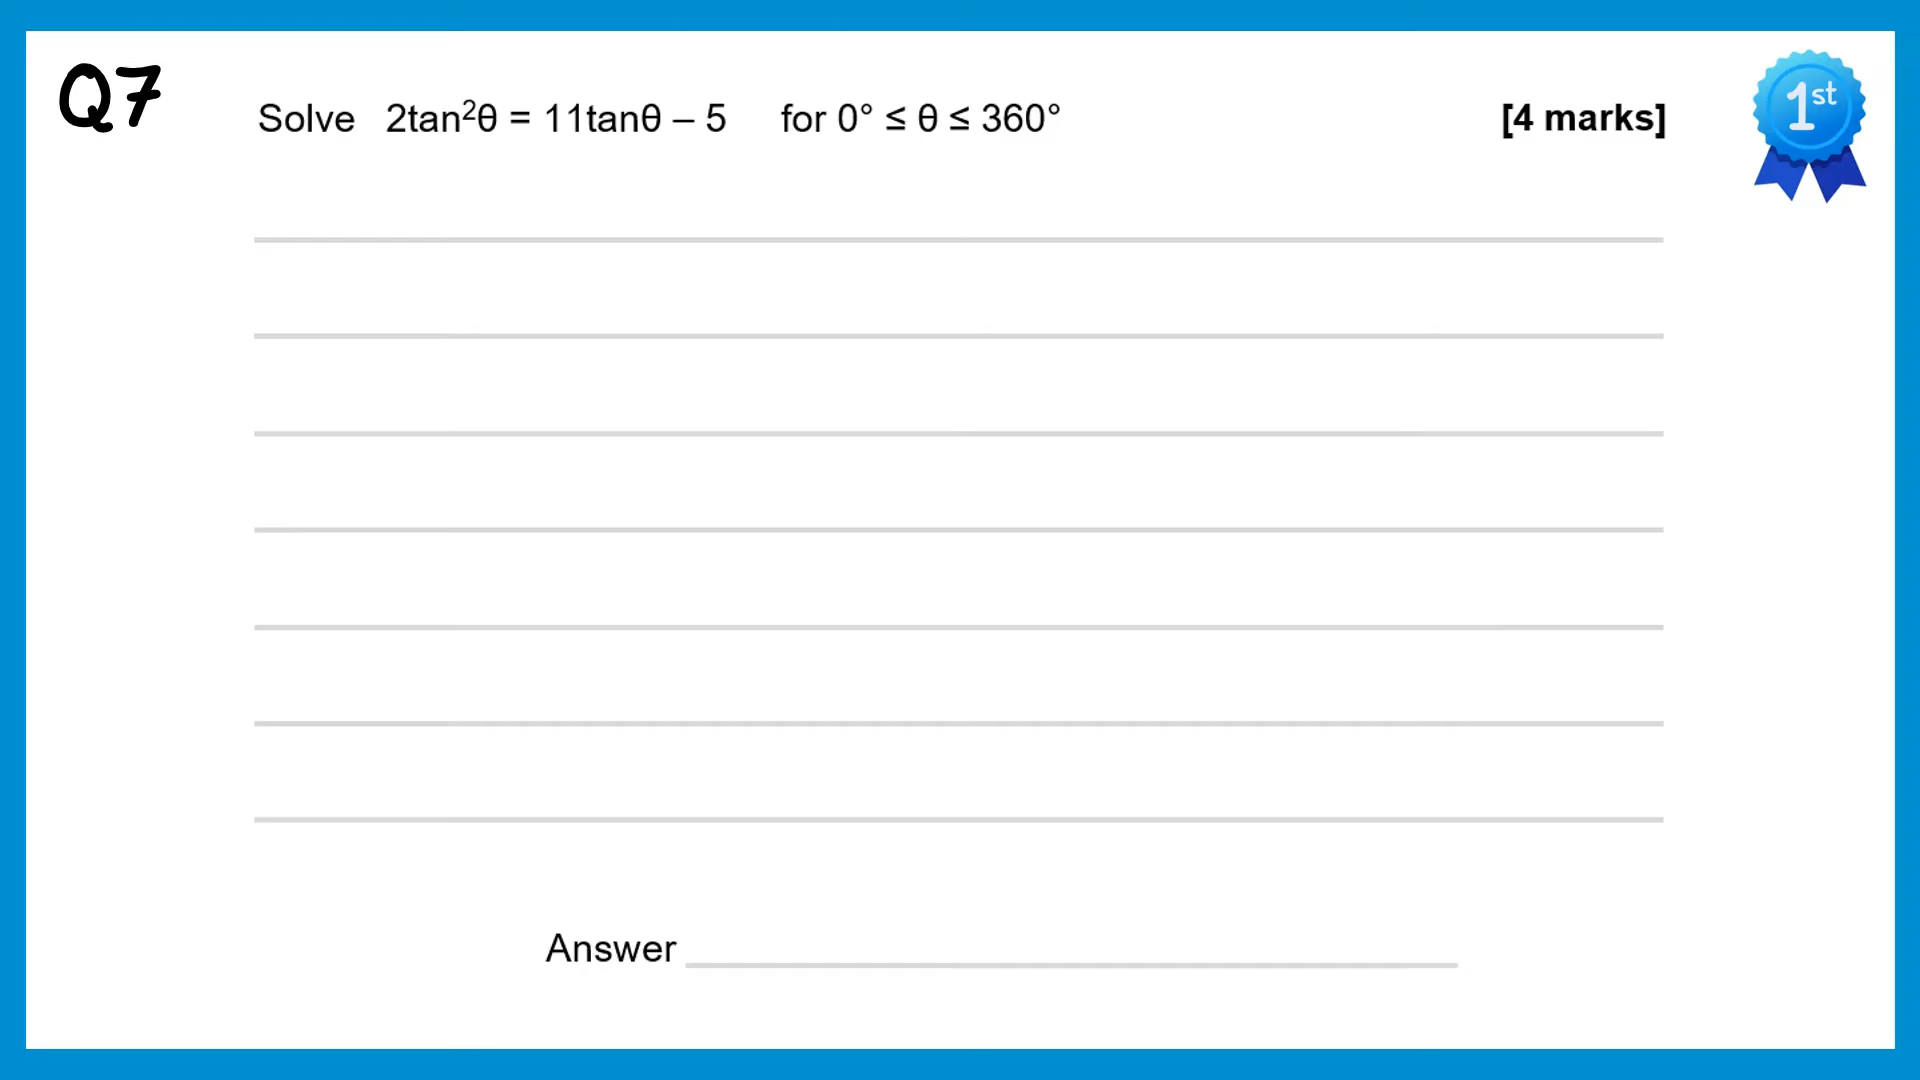 Q7
Solve 2tan²θ = 11tanθ – 5 for 0° ≤ θ ≤ 360° [4 marks]
1st
Answer